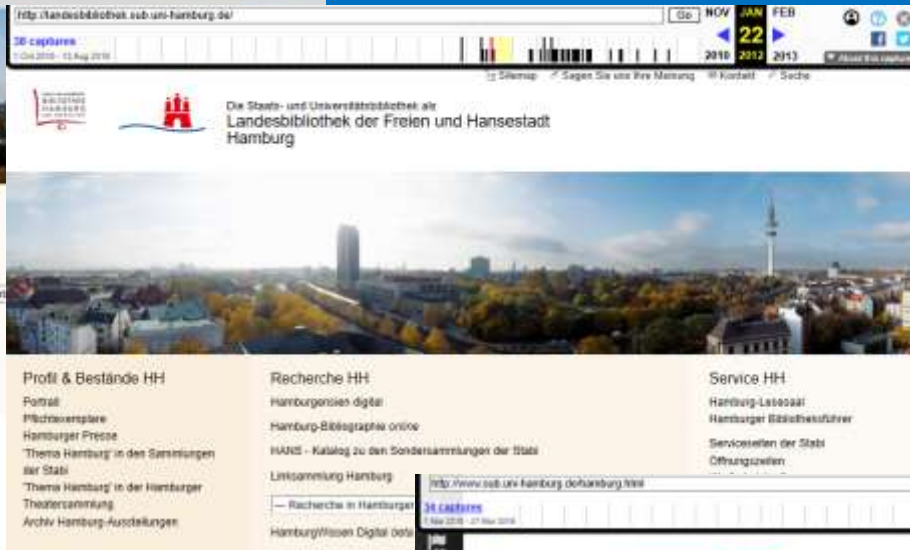 http://landesbibliothek.sub.uni-hamburg.de/
Go
NOV JAN FEB
38 captures
22
2010 2012 2013
About this capture
Sitemap
Sagen Sie uns Ihre Meinung
Kontakt
Suche
BIBLIOTHEK
HAMBURG
Die Staats- und Universitätsbibliothek als
Landesbibliothek der Freien und Hansestadt
Hamburg
Profil & Bestände HH
Portrait
Pflichtexemplare
Hamburger Presse
'Thema Hamburg' in den Sammlungen
der Stabi
'Thema Hamburg' in der Hamburger
Theatersammlung
Archiv Hamburg-Ausstellungen
Recherche HH
Hamburgensien digital
Hamburg-Bibliographie online
HANS - Katalog zu den Sondersammlungen der Stabi
Linksammlung Hamburg
— Recherche in Hamburger
HamburgWissen Digital
Service HH
Hamburg-Lesesaal
Hamburger Bibliotheksführer
Serviceseiten der Stabi
Öffnungszeiten
http://www.sub.uni-hamburg.de/hamburg.html
34 captures